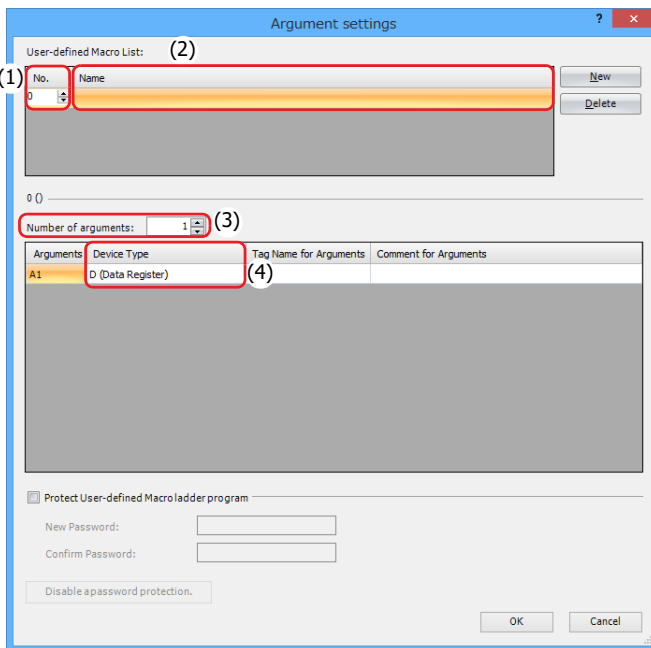 Argument settings ? ×
User-defined Macro List: (2)
(1) No. Name New
0 Delete
0 ()
Number of arguments: 1 (3)
Arguments Device Type Tag Name for Arguments Comment for Arguments
A1 D (Data Register) (4)
Protect User-defined Macro ladder program
New Password:
Confirm Password:
Disable a password protection.
OK Cancel